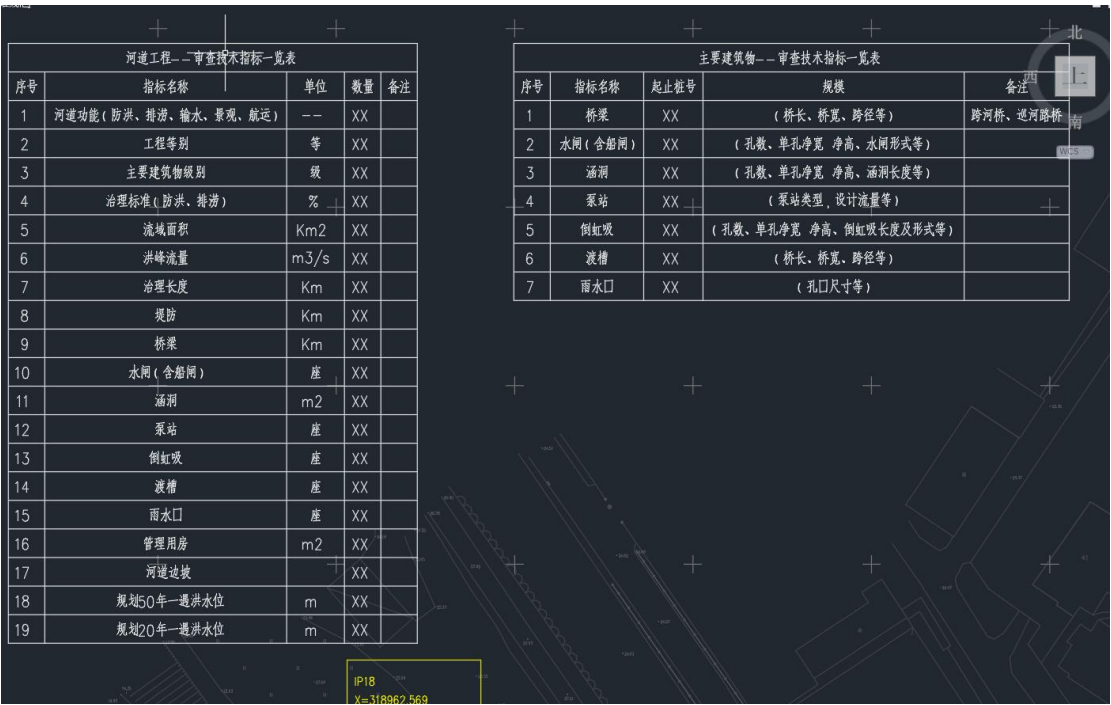 河道工程——审查技术指标一览表
序号 指标名称 单位 数量 备注
1 河道功能(防洪、排涝、输水、景观、航运) —— XX
2 工程等别 等 XX
3 主要建筑物级别 级 XX
4 治理标准(防洪、排涝) % XX
5 流域面积 Km2 XX
6 洪峰流量 m3/s XX
7 治理长度 Km XX
8 堤防 Km XX
9 桥梁 Km XX
10 水闸(含船闸) 座 XX
11 涵洞 m2 XX
12 泵站 座 XX
13 倒虹吸 座 XX
14 渡槽 座 XX
15 雨水口 座 XX
16 管理用房 m2 XX
17 河道边坡 XX
18 规划50年一遇洪水位 m XX
19 规划20年一遇洪水位 m XX
主要建筑物——审查技术指标一览表
序号 指标名称 起止桩号 规模 备注
1 桥梁 XX (桥长、桥宽、跨径等) 跨河桥、巡河路桥
2 水闸(含船闸) XX (孔数、单孔净宽 净高、水闸形式等)
3 涵洞 XX (孔数、单孔净宽 净高、涵洞长度等)
4 泵站 XX (泵站类型,设计流量等)
5 倒虹吸 XX (孔数、单孔净宽 净高、倒虹吸长度及形式等)
6 渡槽 XX (桥长、桥宽、跨径等)
7 雨水口 XX (孔口尺寸等)
北
西 上
南
WCS
IP18
X=318962.569